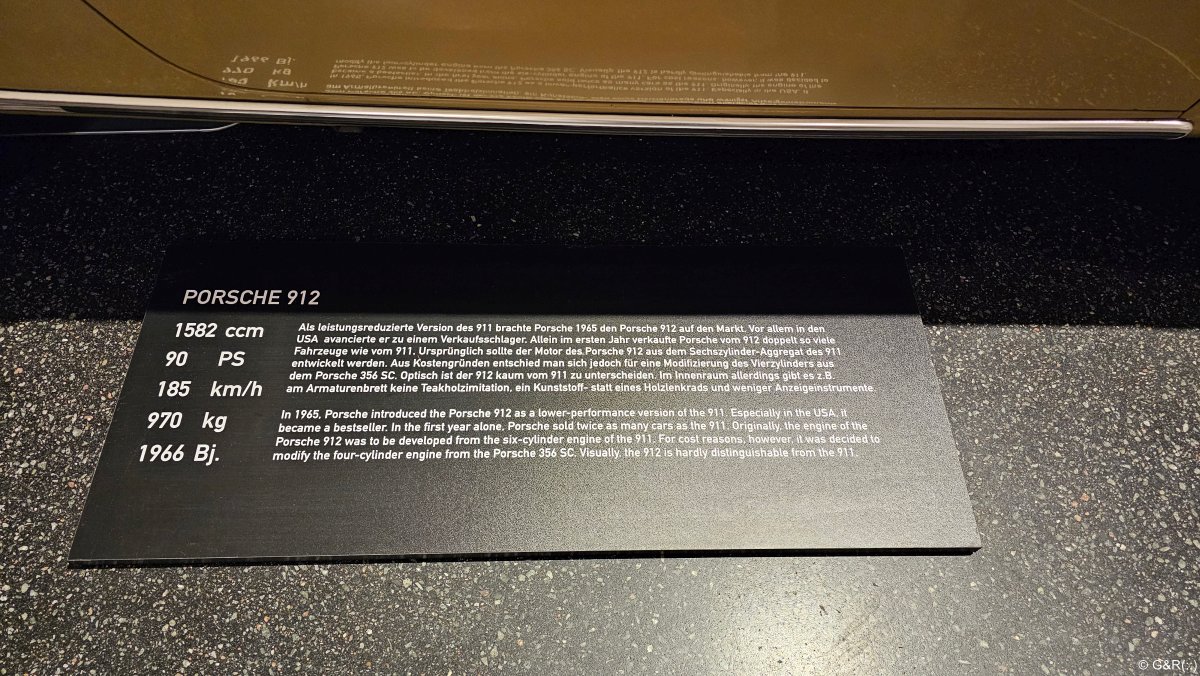 PORSCHE 912
1582 ccm
90 PS
185 km/h
970 kg
1966 Bj.
Als leistungsreduzierte Version des 911 brachte Porsche 1965 den Porsche 912 auf den Markt. Vor allem in den
USA avancierte er zu einem Verkaufsschlager. Allein im ersten Jahr verkaufte Porsche vom 912 doppelt so viele
Fahrzeuge wie vom 911. Ursprünglich sollte der Motor des Porsche 912 aus dem Sechszylinder-Aggregat des 911
entwickelt werden. Aus Kostengründen entschied man sich jedoch für eine Modifizierung des Vierzylinders aus
dem Porsche 356 SC. Optisch ist der 912 kaum vom 911 zu unterscheiden. Im Innenraum allerdings gibt es z.B.
am Armaturenbrett keine Teakholzimitation, ein Kunststoff- statt eines Holzlenkrads und weniger Anzeigeinstrumente.
In 1965, Porsche introduced the Porsche 912 as a lower-performance version of the 911. Especially in the USA, it
became a bestseller. In the first year alone, Porsche sold twice as many cars as the 911. Originally, the engine of the
Porsche 912 was to be developed from the six-cylinder engine of the 911. For cost reasons, however, it was decided to
modify the four-cylinder engine from the Porsche 356 SC. Visually, the 912 is hardly distinguishable from the 911.
© G&R(;,;)